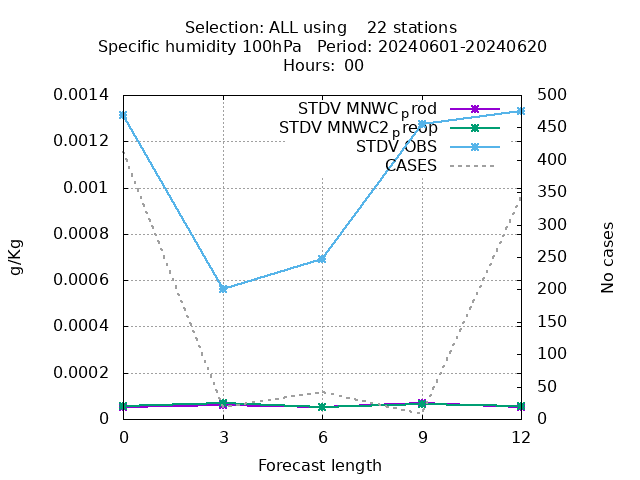 Selection: ALL using    22 stations
Specific humidity 100hPa   Period: 20240601-20240620
Hours:  00
STDV MNWCprod
STDV MNWC2preop
STDV OBS
CASES
0.0014
0.0012
0.001
0.0008
0.0006
0.0004
0.0002
0
500
450
400
350
300
250
200
150
100
50
0
g/Kg
No cases
0 3 6 9 12
Forecast length